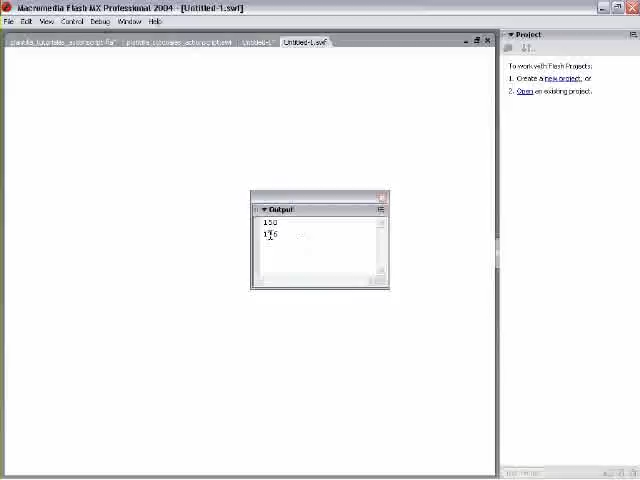 Macromedia Flash MX Professional 2004 - [Untitled-1.swf]
File Edit View Control Debug Window Help
Untitled-1* Untitled-1.swf
Project
To work with Flash Projects:
1. Create a new project, or
2. Open an existing project.
Output
150